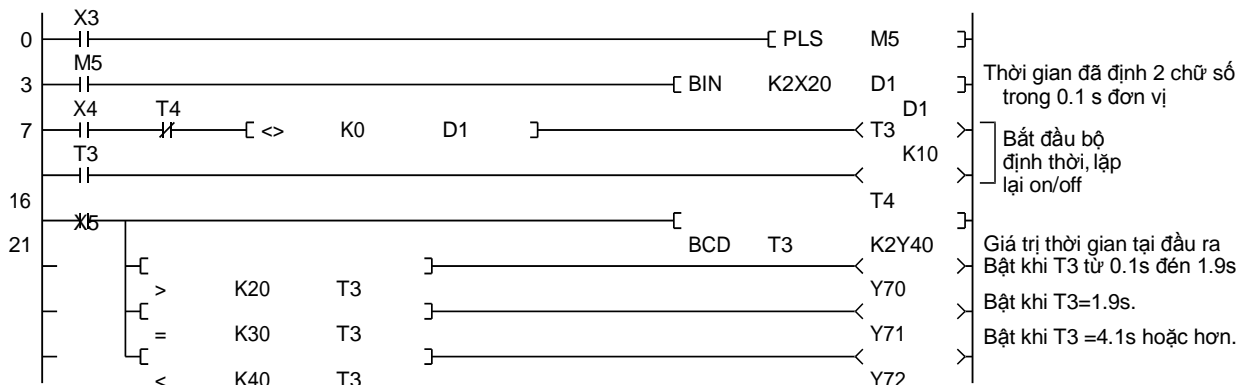 X3
0 PLS M5
M5
3 BIN K2X20 D1
Thời gian đã định 2 chữ số
trong 0.1 s đơn vị
X4 T4 D1
7 <> K0 D1 T3
T3 K10
Bắt đầu bộ
định thời, lặp
lại on/off
16 T4
X5
21 BCD T3 K2Y40
Giá trị thời gian tại đầu ra
Bật khi T3 từ 0.1s đén 1.9s
> K20 T3 Y70
Bật khi T3=1.9s.
= K30 T3 Y71
Bật khi T3 =4.1s hoặc hơn.
< K40 T3 Y72